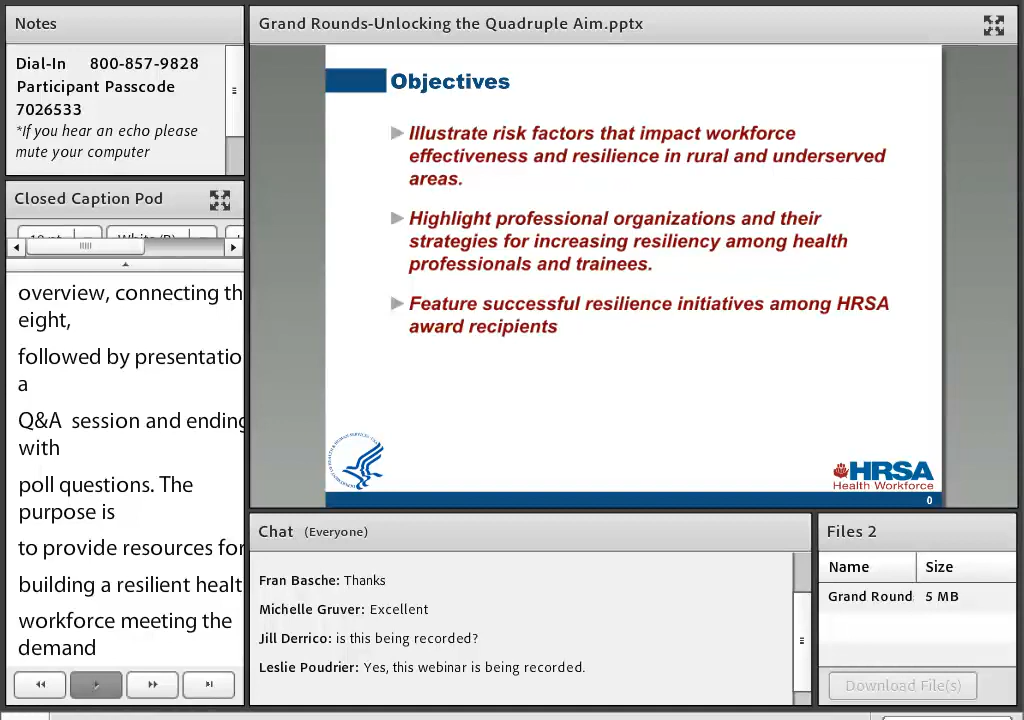 Notes
Dial-In 800-857-9828
Participant Passcode
7026533
*If you hear an echo please
mute your computer
Closed Caption Pod
overview, connecting th
eight,
followed by presentatio
a
Q&A session and ending
with
poll questions. The
purpose is
to provide resources for
building a resilient healt
workforce meeting the
demand
Grand Rounds-Unlocking the Quadruple Aim.pptx
Objectives
Illustrate risk factors that impact workforce
effectiveness and resilience in rural and underserved
areas.
Highlight professional organizations and their
strategies for increasing resiliency among health
professionals and trainees.
Feature successful resilience initiatives among HRSA
award recipients
HRSA
Health Workforce
0
Chat (Everyone)
Fran Basche: Thanks
Michelle Gruver: Excellent
Jill Derrico: is this being recorded?
Leslie Poudrier: Yes, this webinar is being recorded.
Files 2
Name Size
Grand Round 5 MB
Download File(s)